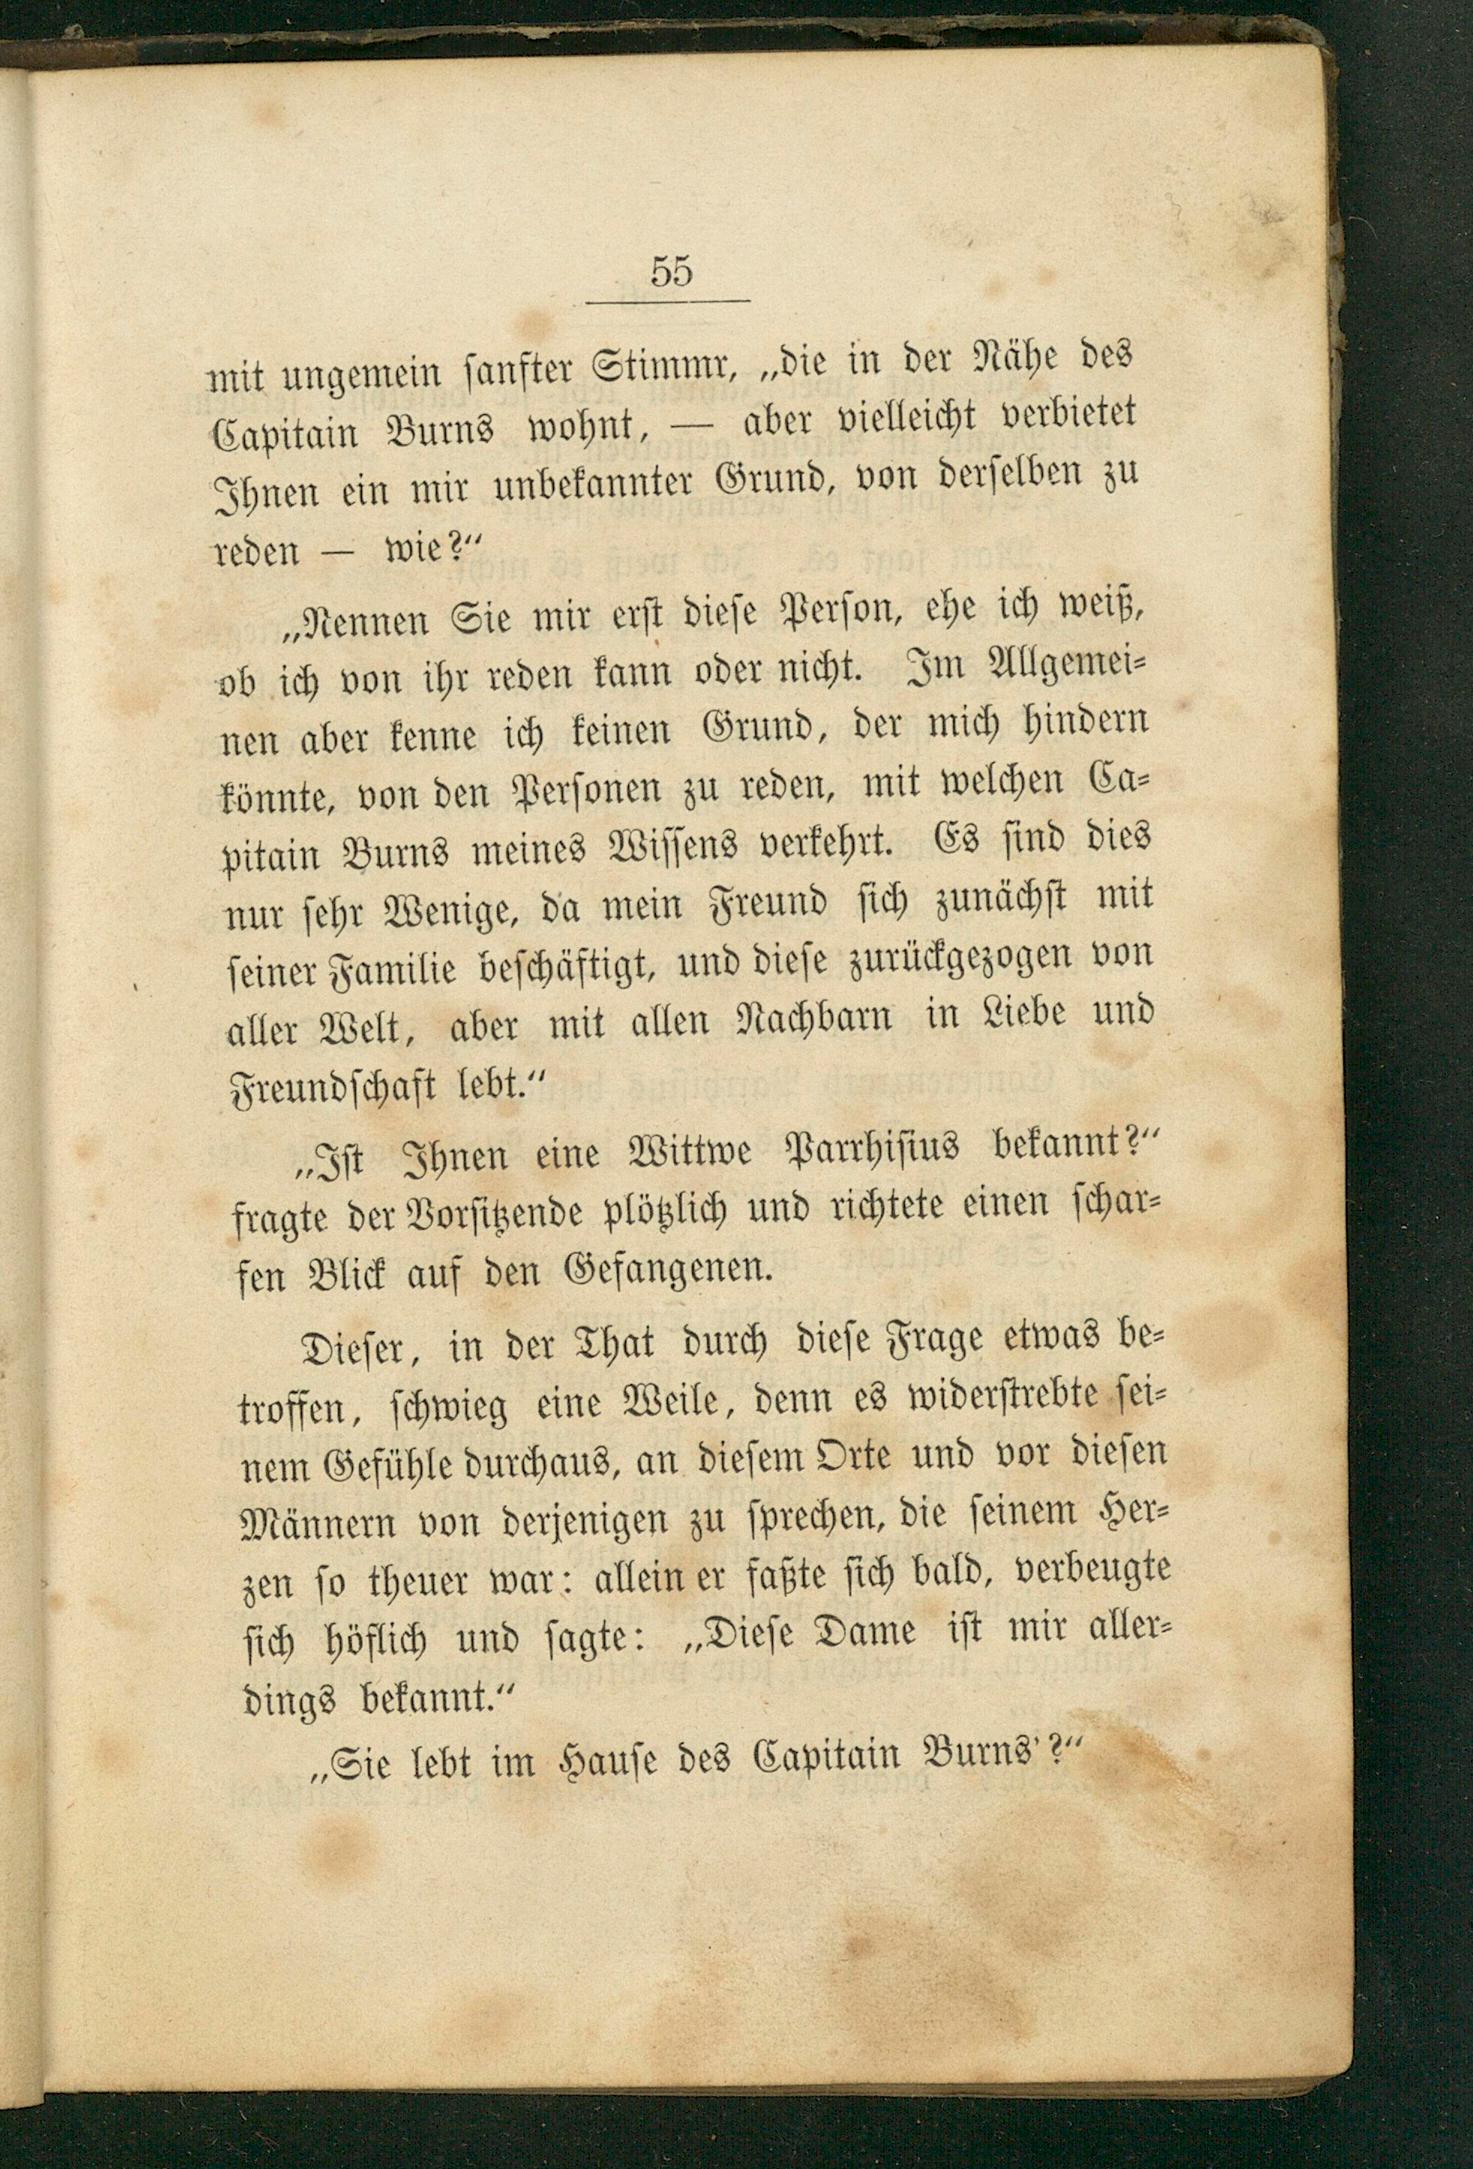 55
mit ungemein sanfter Stimmr, „die in der Nähe des
Capitain Burns wohnt, — aber vielleicht verbietet
Ihnen ein mir unbekannter Grund, von derselben zu
reden — wie?“
„Nennen Sie mir erst diese Person, ehe ich weiß,
ob ich von ihr reden kann oder nicht. Im Allgemei-
nen aber kenne ich keinen Grund, der mich hindern
könnte, von den Personen zu reden, mit welchen Ca-
pitain Burns meines Wissens verkehrt. Es sind dies
nur sehr Wenige, da mein Freund sich zunächst mit
seiner Familie beschäftigt, und diese zurückgezogen von
aller Welt, aber mit allen Nachbarn in Liebe und
Freundschaft lebt.“
„Ist Ihnen eine Wittwe Parrhisius bekannt?“
fragte der Vorsitzende plötzlich und richtete einen schar-
fen Blick auf den Gefangenen.
Dieser, in der That durch diese Frage etwas be-
troffen, schwieg eine Weile, denn es widerstrebte sei-
nem Gefühle durchaus, an diesem Orte und vor diesen
Männern von derjenigen zu sprechen, die seinem Her-
zen so theuer war: allein er faßte sich bald, verbeugte
sich höflich und sagte: „Diese Dame ist mir aller-
dings bekannt.“
„Sie lebt im Hause des Capitain Burns'?“